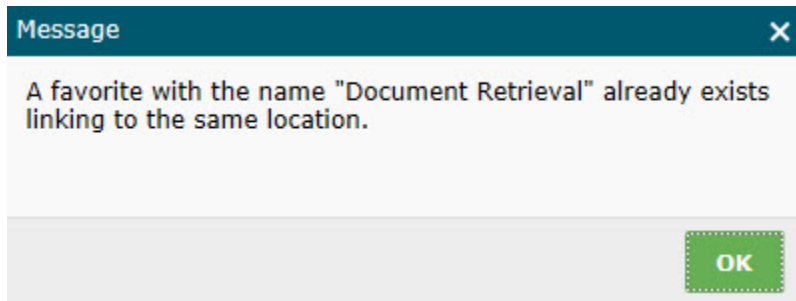 Message
A favorite with the name "Document Retrieval" already exists
linking to the same location.
OK